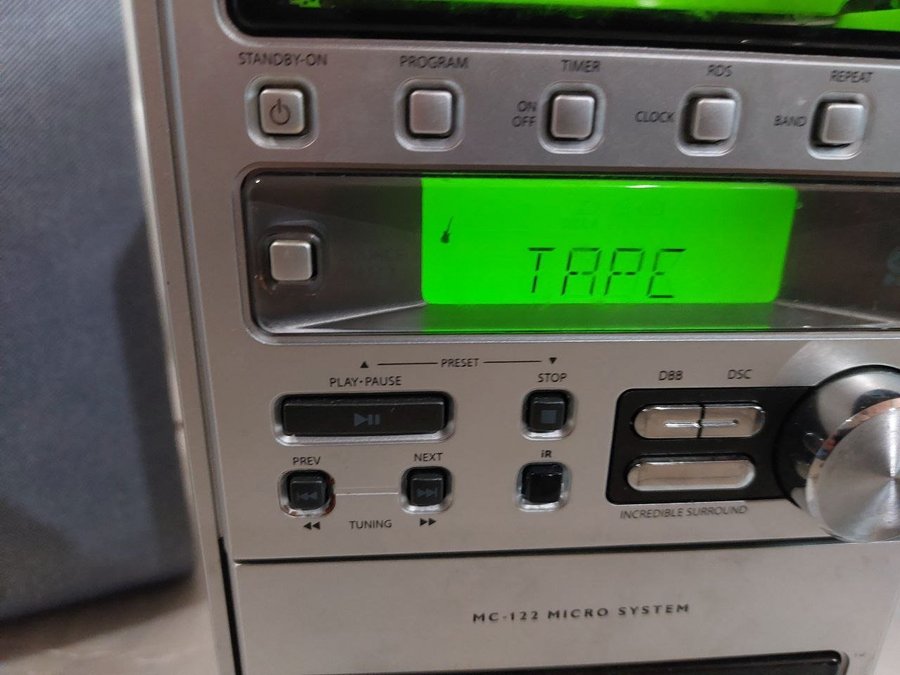 STANDBY-ON
PROGRAM
TIMER
RDS
REPEAT
ON
OFF
CLOCK
BAND
TAPE
▲ PRESET ▼
PLAY•PAUSE
STOP
DBB
DSC
PREV
NEXT
iR
TUNING
INCREDIBLE SURROUND
MC-122 MICRO SYSTEM